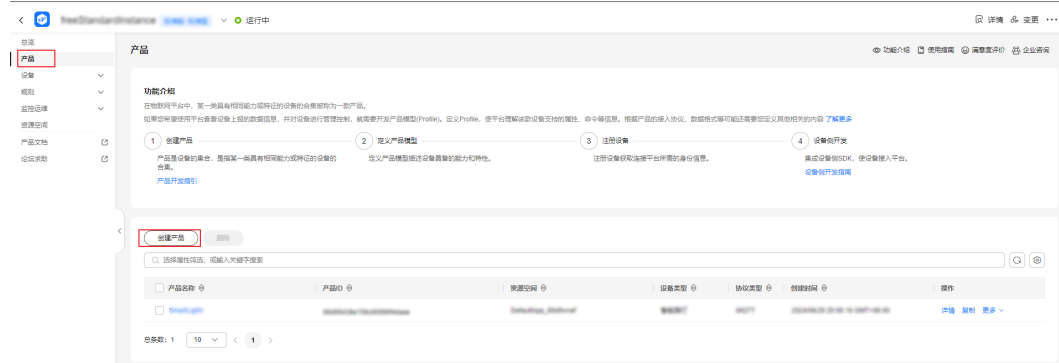 freeStandardInstance
运行中
详情 变更
总览
产品
设备
规则
监控运维
资源空间
产品文档
论坛求助
产品
功能介绍 使用指南 满意度评价 企业咨询
功能介绍
在物联网平台中，某一类具有相同能力或特征的设备的合集被称为一款产品。
如果您希望使用平台查看设备上报的数据信息，并对设备进行管理控制，就需要开发产品模型(Profile)。定义Profile，使平台理解该款设备支持的属性、命令等信息。根据产品的接入协议、数据格式等可能还需要您定义其他相关的内容 了解更多
1 创建产品 2 定义产品模型 3 注册设备 4 设备侧开发
产品是设备的集合，是指某一类具有相同能力或特征的设备的合集。 定义产品模型描述设备具备的能力和特性。 注册设备获取连接平台所需的身份信息。 集成设备侧SDK，使设备接入平台。
产品开发指引 设备侧开发指南
创建产品 删除
选择属性筛选，或输入关键字搜索
产品名称 产品ID 资源空间 设备类型 协议类型 创建时间 操作
SmartLight MQTT 详情 复制 更多
总条数：1 10 1